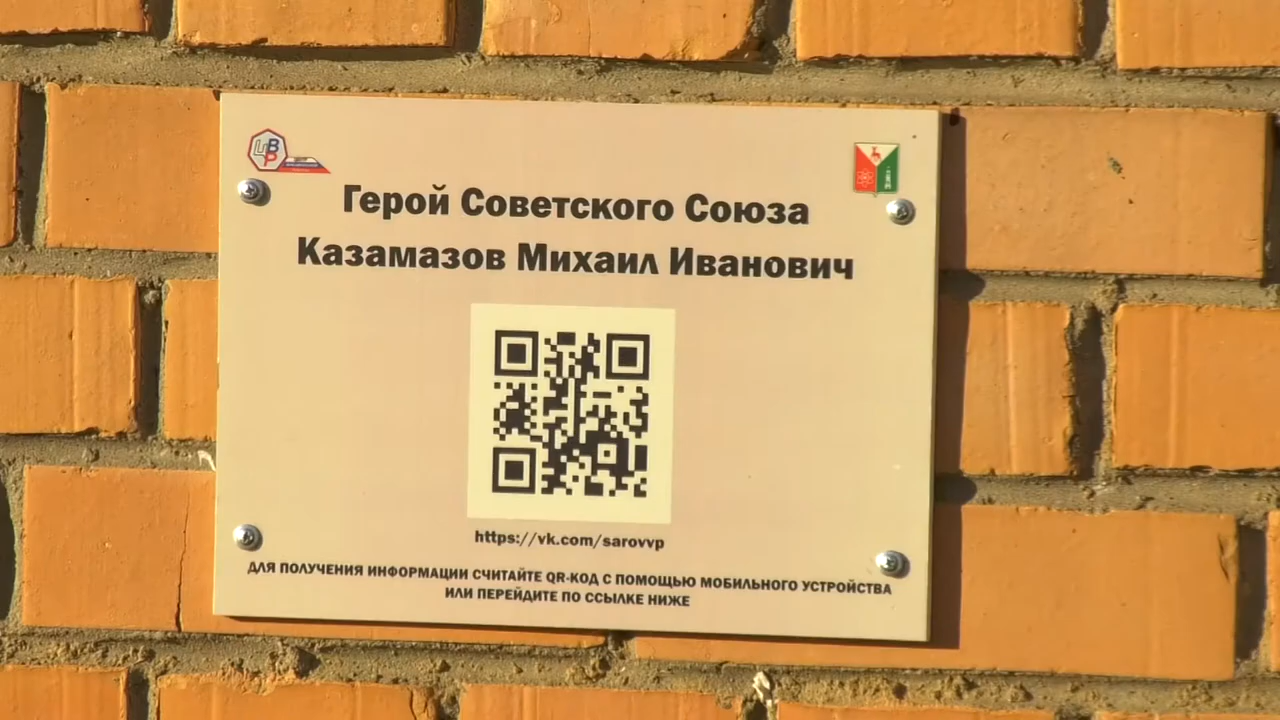 ЦВР
Герой Советского Союза
Казамазов Михаил Иванович
https://vk.com/sarovvp
ДЛЯ ПОЛУЧЕНИЯ ИНФОРМАЦИИ СЧИТАЙТЕ QR-КОД С ПОМОЩЬЮ МОБИЛЬНОГО УСТРОЙСТВА
ИЛИ ПЕРЕЙДИТЕ ПО ССЫЛКЕ НИЖЕ